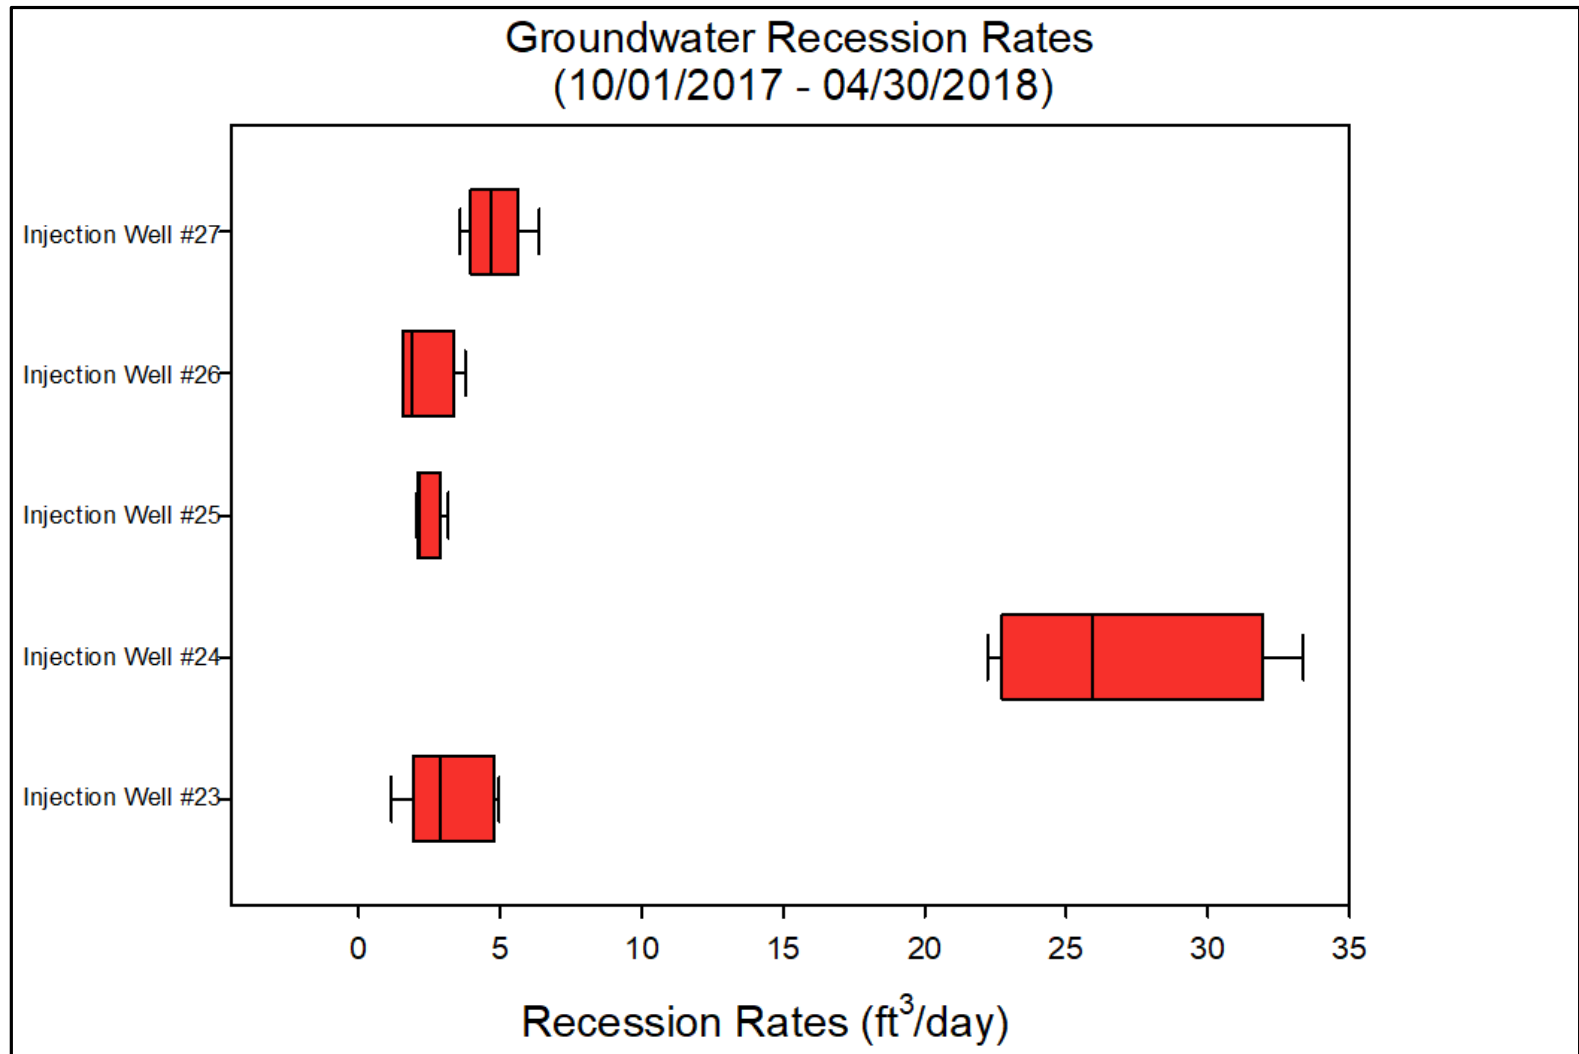 Groundwater Recession Rates
(10/01/2017 - 04/30/2018)
Injection Well #27
Injection Well #26
Injection Well #25
Injection Well #24
Injection Well #23
0 5 10 15 20 25 30 35
Recession Rates (ft³/day)